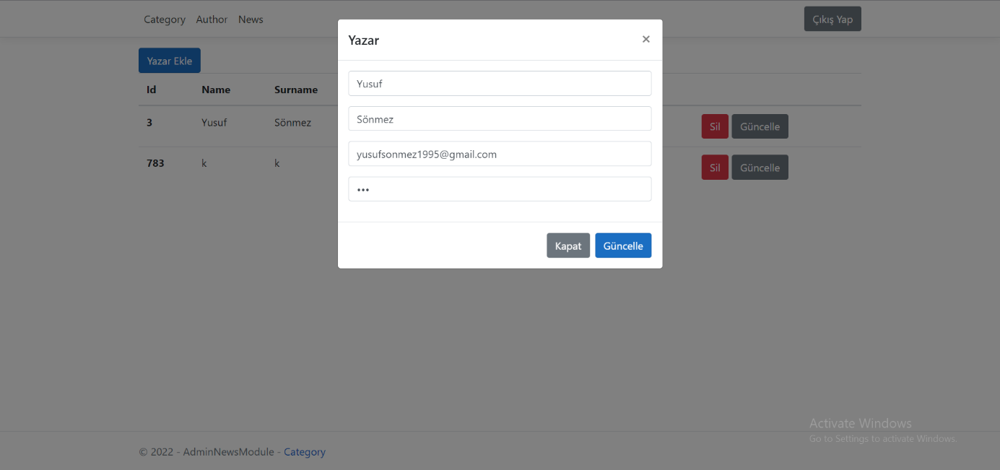 Category Author News Çıkış Yap
Yazar ×
Yazar Ekle
Yusuf
Id Name Surname
Sönmez
3 Yusuf Sönmez Sil Güncelle
yusufsonmez1995@gmail.com
783 k k Sil Güncelle
•••
Kapat Güncelle
Activate Windows
Go to Settings to activate Windows.
© 2022 - AdminNewsModule - Category